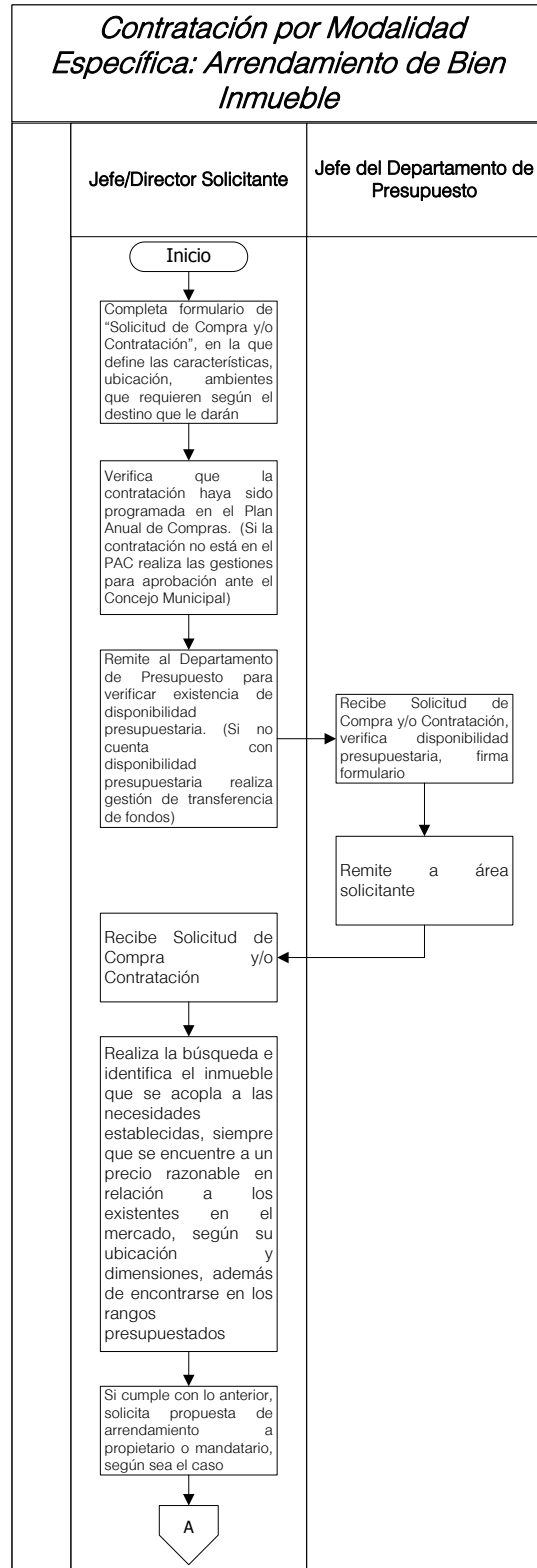 Contratación por Modalidad
Específica: Arrendamiento de Bien
Inmueble
Jefe/Director Solicitante
Jefe del Departamento de
Presupuesto
Inicio
Completa formulario de
“Solicitud de Compra y/o
Contratación”, en la que
define las características,
ubicación, ambientes
que requieren según el
destino que le darán
Verifica que la
contratación haya sido
programada en el Plan
Anual de Compras. (Si la
contratación no está en el
PAC realiza las gestiones
para aprobación ante el
Concejo Municipal)
Remite al Departamento
de Presupuesto para
verificar existencia de
disponibilidad
presupuestaria. (Si no
cuenta con
disponibilidad
presupuestaria realiza
gestión de transferencia
de fondos)
Recibe Solicitud de
Compra y/o Contratación,
verifica disponibilidad
presupuestaria, firma
formulario
Remite a área
solicitante
Recibe Solicitud de
Compra y/o
Contratación
Realiza la búsqueda e
identifica el inmueble
que se acopla a las
necesidades
establecidas, siempre
que se encuentre a un
precio razonable en
relación a los
existentes en el
mercado, según su
ubicación y
dimensiones, además
de encontrarse en los
rangos
presupuestados
Si cumple con lo anterior,
solicita propuesta de
arrendamiento a
propietario o mandatario,
según sea el caso
A